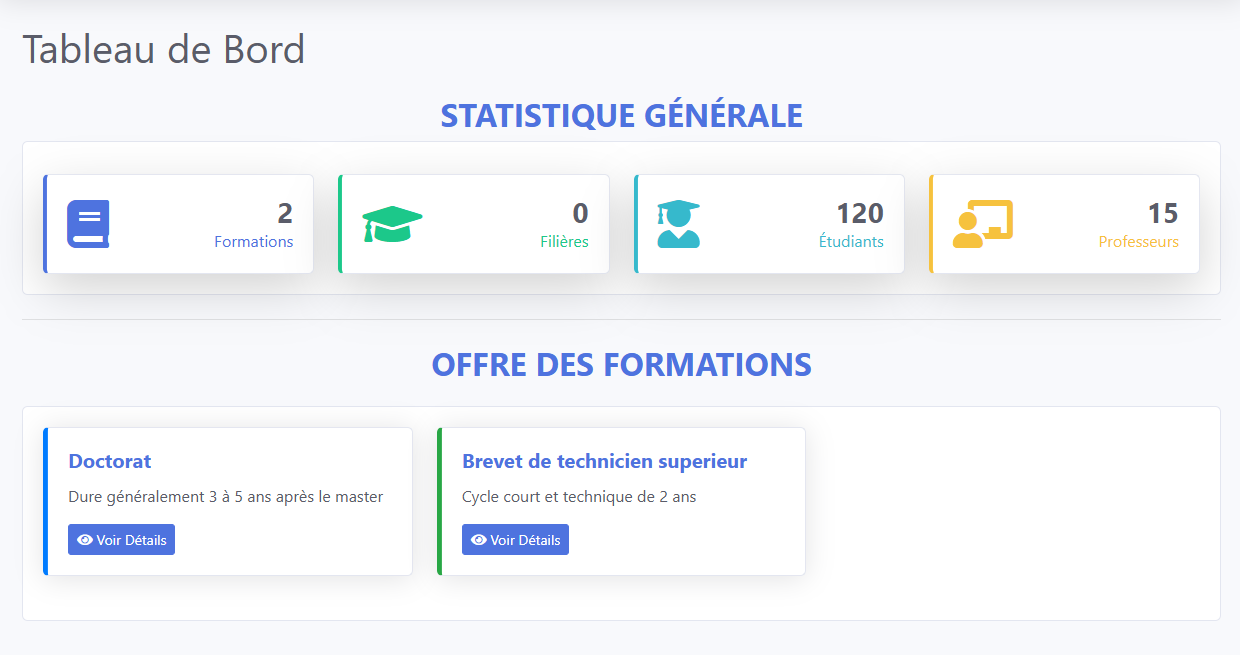 Tableau de Bord
STATISTIQUE GÉNÉRALE
2
Formations
0
Filières
120
Étudiants
15
Professeurs
OFFRE DES FORMATIONS
Doctorat
Dure généralement 3 à 5 ans après le master
Voir Détails
Brevet de technicien superieur
Cycle court et technique de 2 ans
Voir Détails